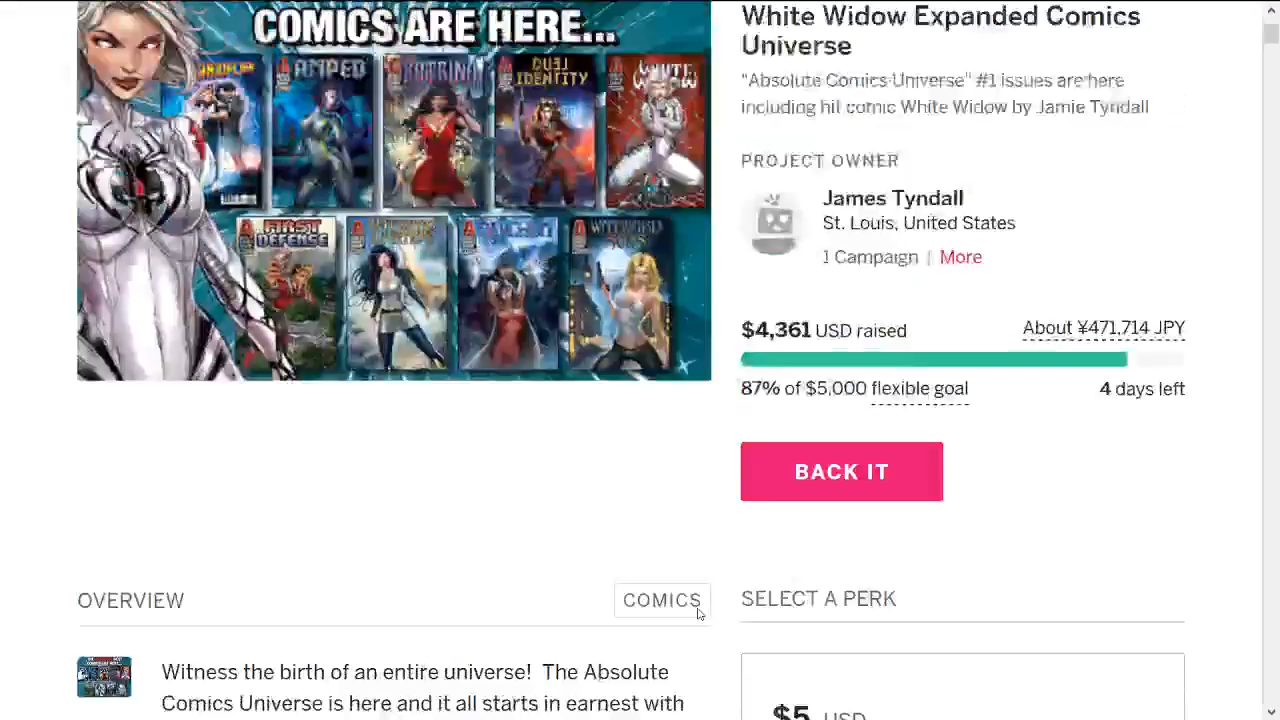 COMICS ARE HERE...
AMPED
KATRINA
DUEL
IDENTITY
WHITE
WIDOW
FIRST
DEFENSE
White Widow Expanded Comics
Universe
"Absolute Comics Universe" #1 issues are here
including hit comic White Widow by Jamie Tyndall
PROJECT OWNER
James Tyndall
St. Louis, United States
1 Campaign | More
$4,361 USD raised
About ¥471,714 JPY
87% of $5,000 flexible goal
4 days left
BACK IT
OVERVIEW
COMICS
SELECT A PERK
Witness the birth of an entire universe! The Absolute
Comics Universe is here and it all starts in earnest with
$5 USD